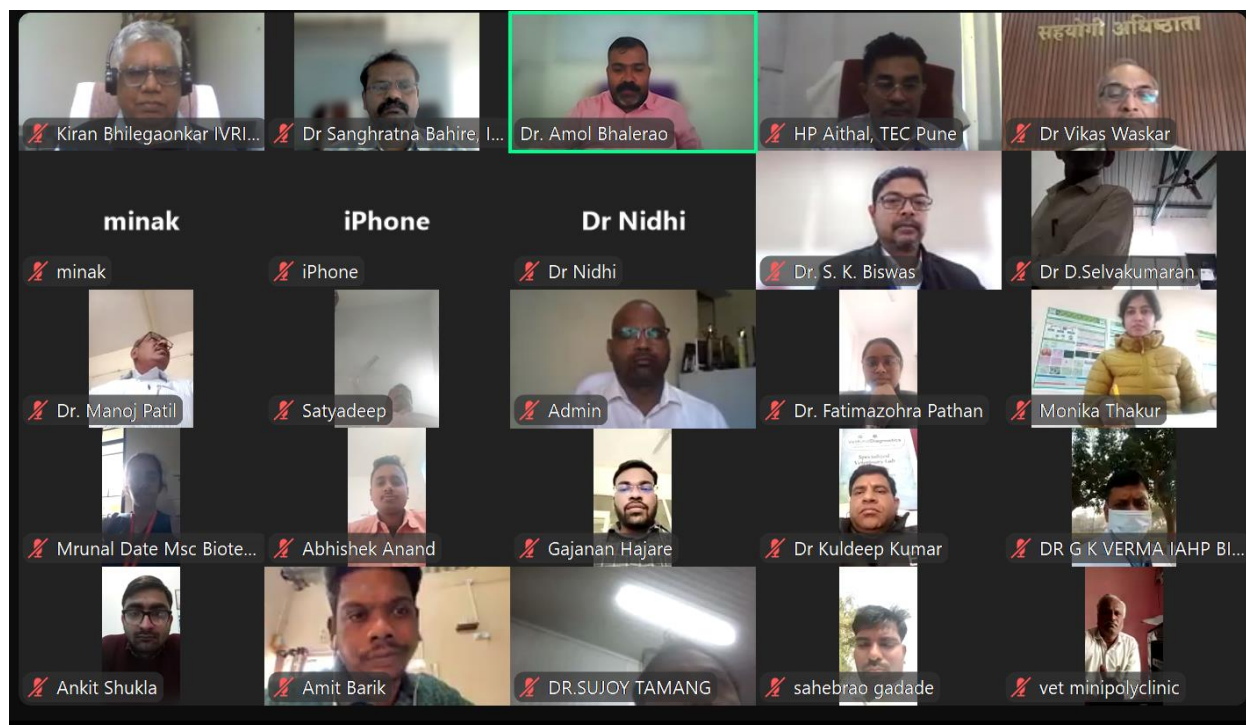 सहयोगी अधिष्ठाता
Kiran Bhilegaonkar IVRI...
Dr Sanghratna Bahire, I...
Dr. Amol Bhalerao
HP Aithal, TEC Pune
Dr Vikas Waskar
minak
iPhone
Dr Nidhi
minak
iPhone
Dr Nidhi
Dr. S. K. Biswas
Dr D.Selvakumaran
Dr. Manoj Patil
Satyadeep
Admin
Dr. Fatimazohra Pathan
Monika Thakur
Mrunal Date Msc Biote...
Abhishek Anand
Gajanan Hajare
Dr Kuldeep Kumar
DR G K VERMA IAHP BI...
Ankit Shukla
Amit Barik
DR.SUJOY TAMANG
sahebrao gadade
vet minipolyclinic